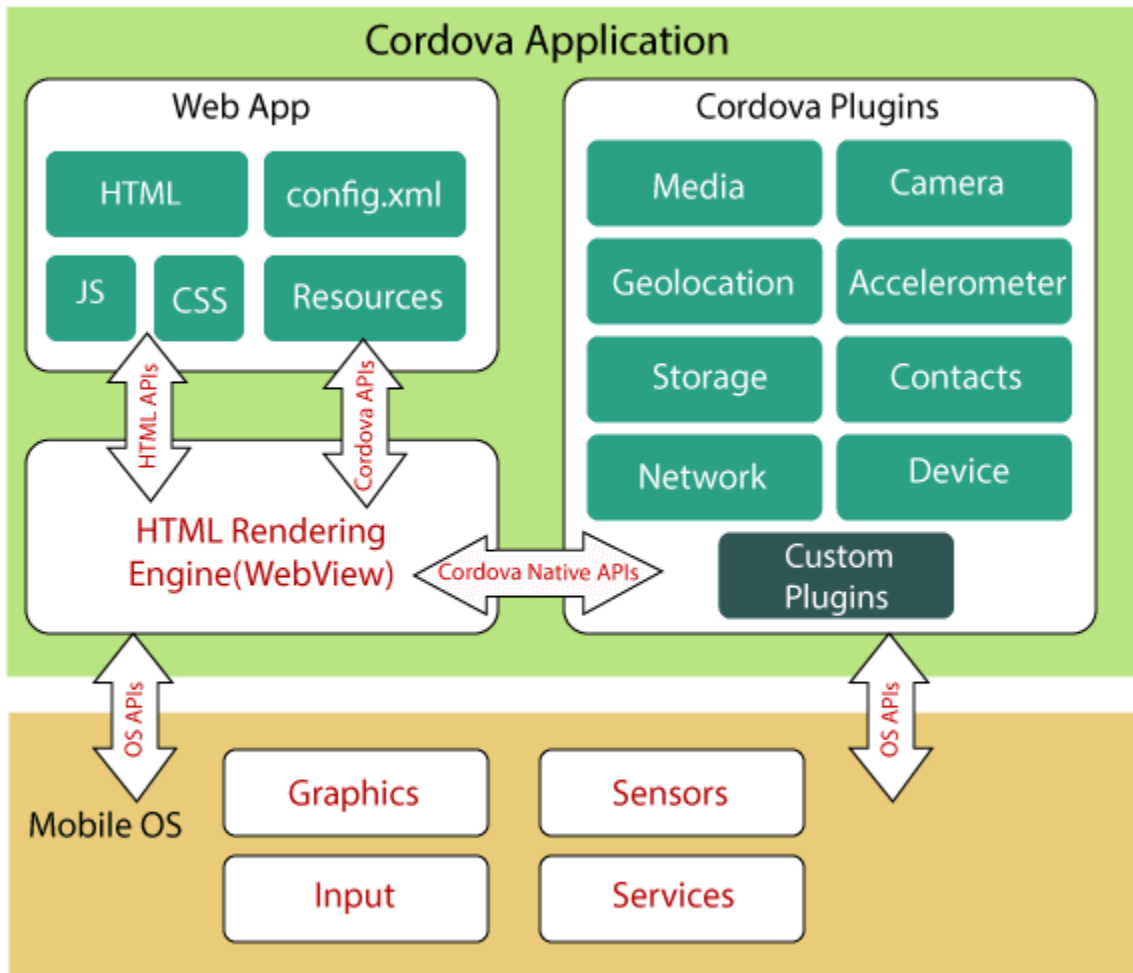 Cordova Application
Web App
HTML
config.xml
JS
CSS
Resources
HTML APIs
Cordova APIs
HTML Rendering
Engine(WebView)
Cordova Native APIs
Cordova Plugins
Media
Camera
Geolocation
Accelerometer
Storage
Contacts
Network
Device
Custom
Plugins
OS APIs
OS APIs
Mobile OS
Graphics
Sensors
Input
Services